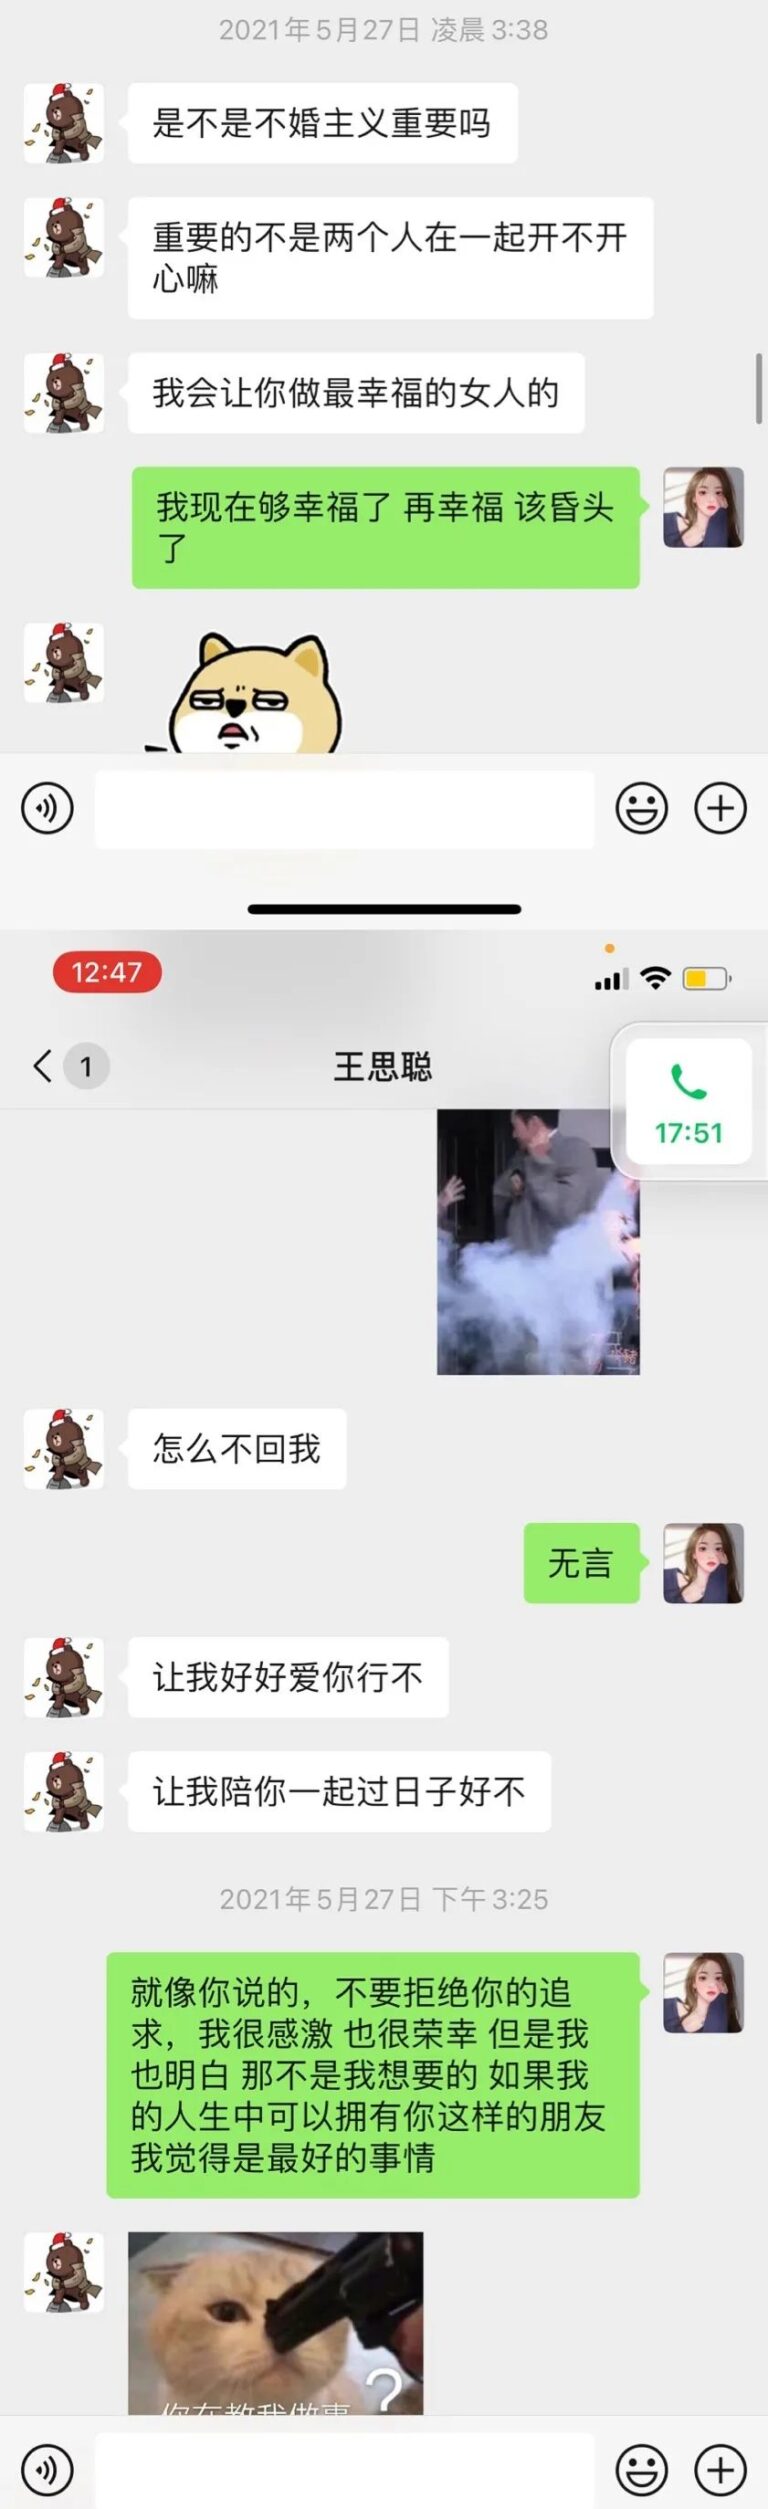 2021年5月27日 凌晨3:38
是不是不婚主义重要吗
重要的不是两个人在一起开不开
心嘛
我会让你做最幸福的女人的
我现在够幸福了 再幸福 该昏头
了
12:47
1
王思聪
17:51
怎么不回我
无言
让我好好爱你行不
让我陪你一起过日子好不
2021年5月27日 下午3:25
就像你说的，不要拒绝你的追
求，我很感激 也很荣幸 但是我
也明白 那不是我想要的 如果我
的人生中可以拥有你这样的朋友
我觉得是最好的事情
?
你在教我做事